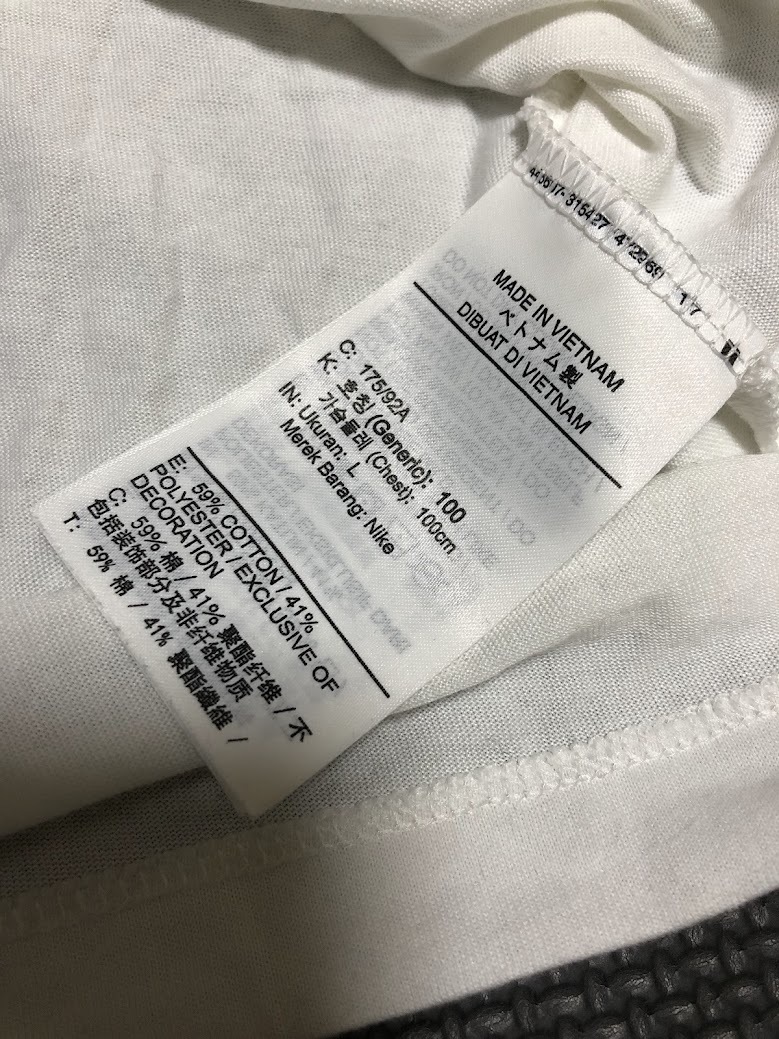 MADE IN VIETNAM
ベトナム製
DIBUAT DI VIETNAM
C: 175/92A
K: 호칭 (Generic): 100
가슴둘레 (Chest): 100cm
IN: Ukuran: L
Merek Barang: Nike
E: 59% COTTON / 41%
POLYESTER / EXCLUSIVE OF
DECORATION
C: 59% 棉 / 41% 聚酯纤维 / 不
包括装饰部分及非纤维物质
T: 59% 棉 / 41% 聚酯纖維 /